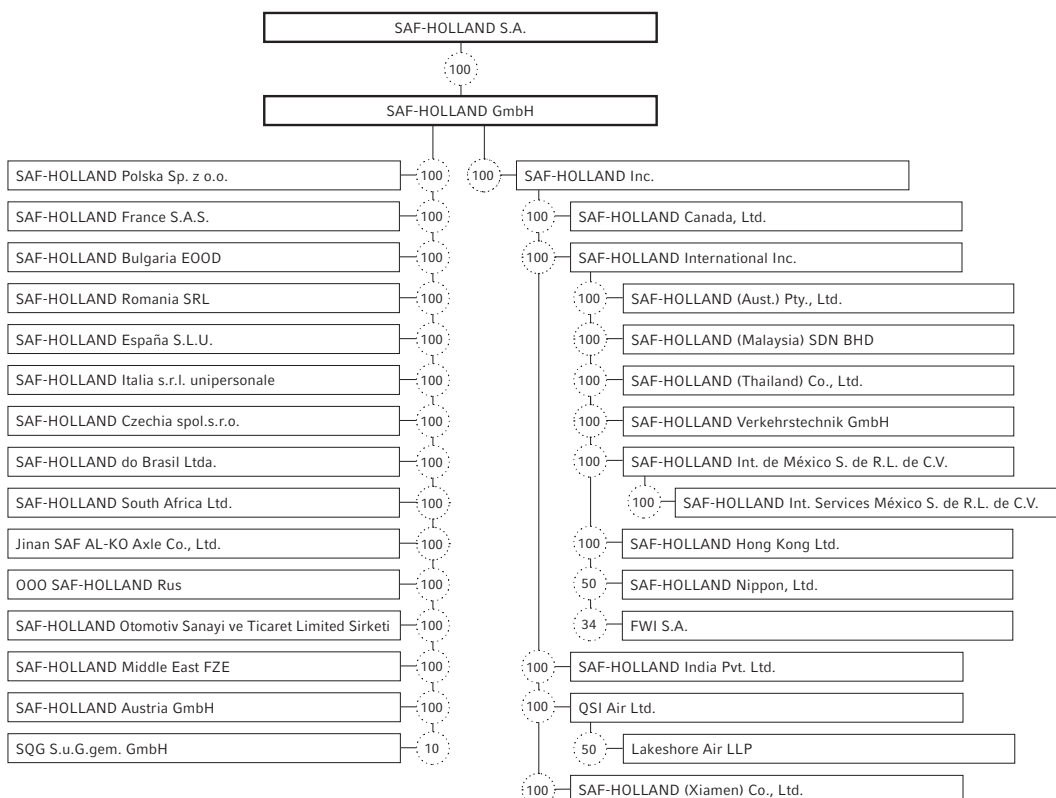 SAF-HOLLAND S.A.
100
SAF-HOLLAND GmbH
SAF-HOLLAND Polska Sp. z o.o.
100
SAF-HOLLAND France S.A.S.
100
SAF-HOLLAND Bulgaria EOOD
100
SAF-HOLLAND Romania SRL
100
SAF-HOLLAND España S.L.U.
100
SAF-HOLLAND Italia s.r.l. unipersonale
100
SAF-HOLLAND Czechia spol.s.r.o.
100
SAF-HOLLAND do Brasil Ltda.
100
SAF-HOLLAND South Africa Ltd.
100
Jinan SAF AL-KO Axle Co., Ltd.
100
OOO SAF-HOLLAND Rus
100
SAF-HOLLAND Otomotiv Sanayi ve Ticaret Limited Sirketi
100
SAF-HOLLAND Middle East FZE
100
SAF-HOLLAND Austria GmbH
100
SQG S.u.G.gem. GmbH
10
100
SAF-HOLLAND Inc.
100
SAF-HOLLAND Canada, Ltd.
100
SAF-HOLLAND International Inc.
100
SAF-HOLLAND (Aust.) Pty., Ltd.
100
SAF-HOLLAND (Malaysia) SDN BHD
100
SAF-HOLLAND (Thailand) Co., Ltd.
100
SAF-HOLLAND Verkehrstechnik GmbH
100
SAF-HOLLAND Int. de México S. de R.L. de C.V.
100
SAF-HOLLAND Int. Services México S. de R.L. de C.V.
100
SAF-HOLLAND Hong Kong Ltd.
50
SAF-HOLLAND Nippon, Ltd.
34
FWI S.A.
100
SAF-HOLLAND India Pvt. Ltd.
100
QSI Air Ltd.
50
Lakeshore Air LLP
100
SAF-HOLLAND (Xiamen) Co., Ltd.